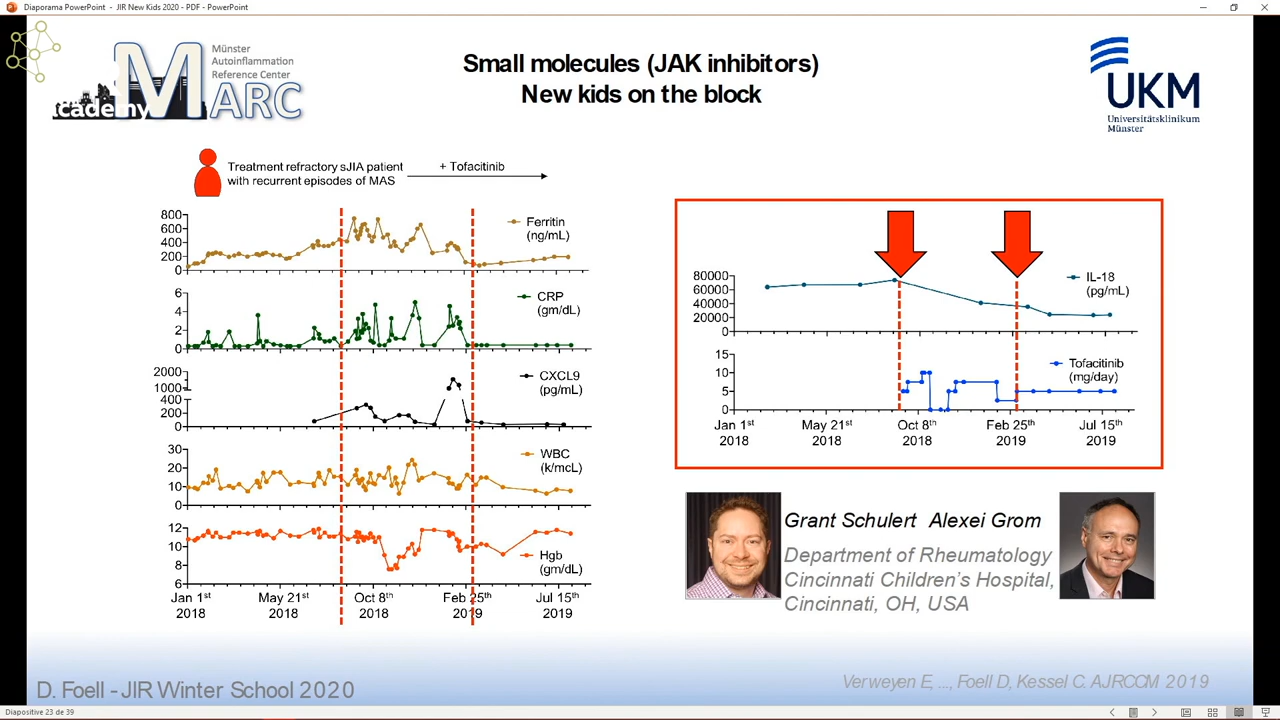 Diaporama PowerPoint - JIR New Kids 2020 - PDF - PowerPoint
Münster
Autoinflammation
Reference Center
MARC
academy
Small molecules (JAK inhibitors)
New kids on the block
UKM
Universitätsklinikum
Münster
Treatment refractory sJIA patient
with recurrent episodes of MAS
+ Tofacitinib
800
600
400
200
0
Ferritin
(ng/mL)
6
4
2
0
CRP
(gm/dL)
2000
1000
400
200
0
CXCL9
(pg/mL)
30
20
10
0
WBC
(k/mcL)
12
10
8
6
Hgb
(gm/dL)
Jan 1st May 21st Oct 8th Feb 25th Jul 15th
2018 2018 2018 2019 2019
80000
60000
40000
20000
0
IL-18
(pg/mL)
15
10
5
0
Tofacitinib
(mg/day)
Jan 1st May 21st Oct 8th Feb 25th Jul 15th
2018 2018 2018 2019 2019
Grant Schulert Alexei Grom
Department of Rheumatology
Cincinnati Children's Hospital,
Cincinnati, OH, USA
D. Foell - JIR Winter School 2020
Verweyen E, ..., Foell D, Kessel C. AJRCCM 2019
Diapositive 23 de 39